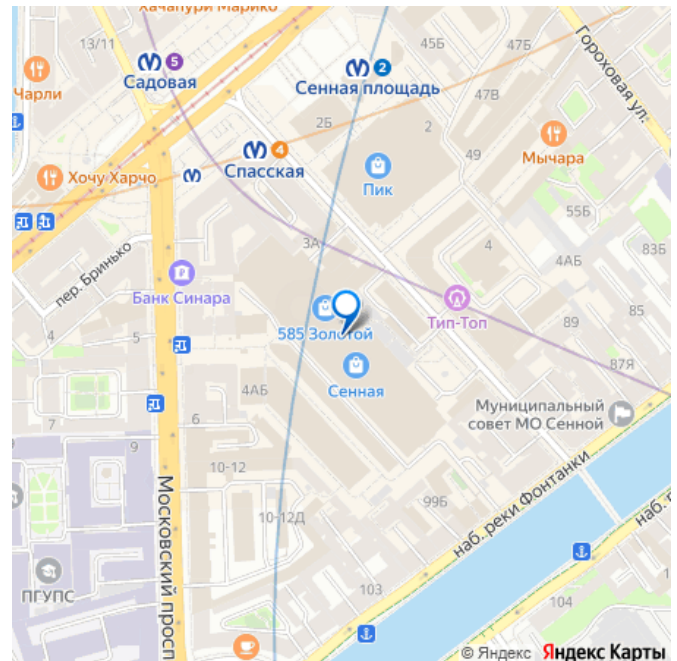 Хачапури Марико
13/11
5
Садовая
2
Сенная площадь
45Б
47Б
Гороховая ул.
Чарли
2Б
2
47В
4
Спасская
49
Мычара
Хочу Харчо
Пик
55Б
3А
4
83Б
4АБ
пер. Бринько
Банк Синара
585 Золотой
Тип-Топ
89
85
4
5
87Я
Сенная
4АБ
Муниципальный
совет МО Сенной
7
6
9
10-12
99Б
наб. реки Фонтанки
наб. р
10-12Д
Московский просп
ПГУПС
103
104
© Яндекс Яндекс Карты